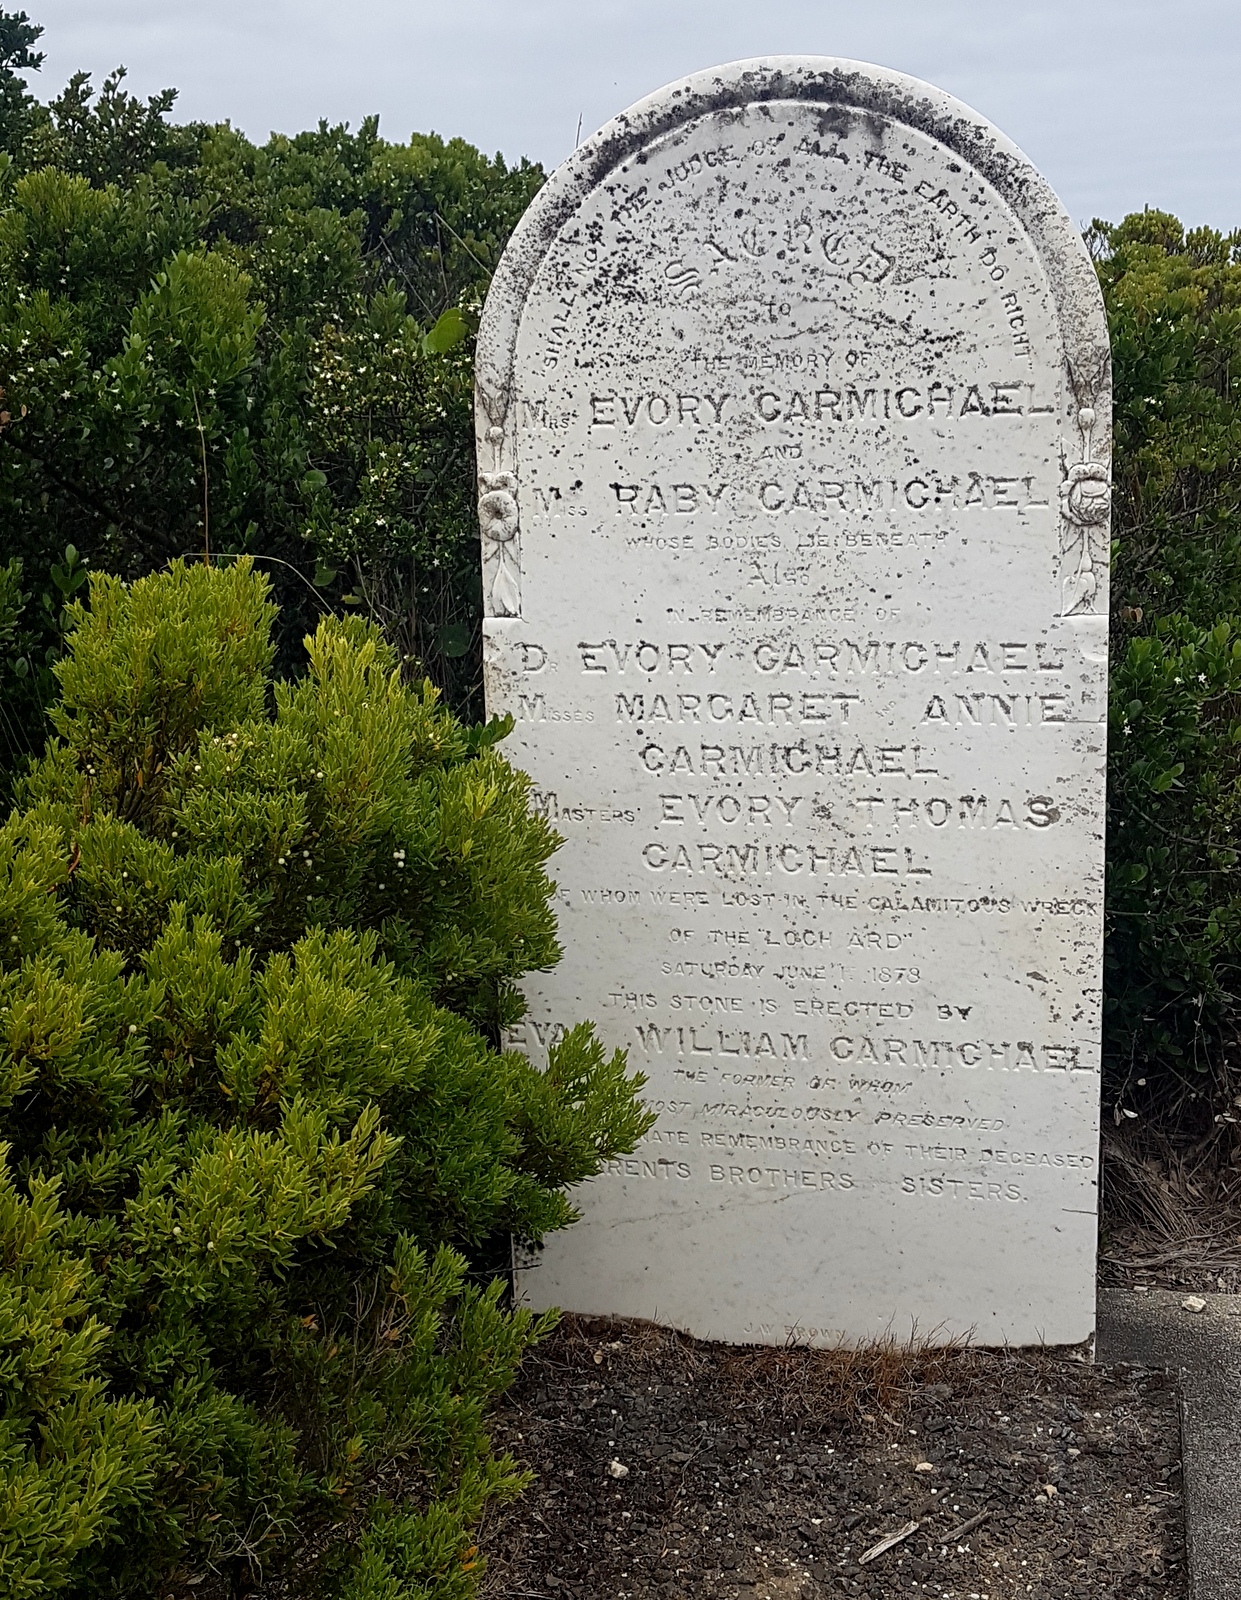 SHALL NOT THE JUDGE OF ALL THE EARTH DO RIGHT
SACRED
to
THE MEMORY OF
Mrs EVORY CARMICHAEL
AND
Miss RABY CARMICHAEL
WHOSE BODIES LIE BENEATH
Also
IN REMEMBRANCE OF
Dr EVORY CARMICHAEL
Misses MARGARET & ANNIE
CARMICHAEL
Masters EVORY & THOMAS
CARMICHAEL
WHOM WERE LOST IN THE CALAMITOUS WRECK
OF THE "LOCH ARD"
SATURDAY JUNE 1 1878
THIS STONE IS ERECTED BY
EVA WILLIAM CARMICHAEL
THE FORMER OF WHOM
MOST MIRACULOUSLY PRESERVED
REMEMBRANCE OF THEIR DECEASED
PARENTS BROTHERS SISTERS.
J.W. BROWN